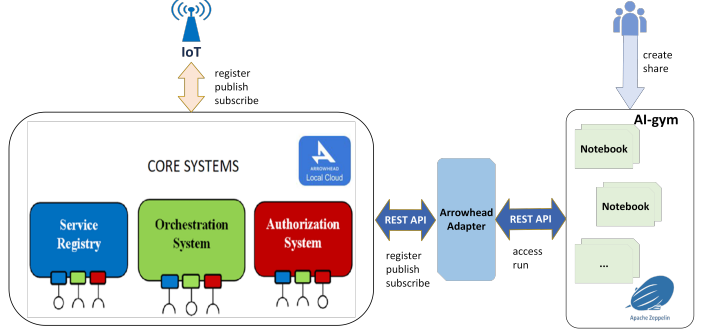 IoT
register
publish
subscribe
create
share
CORE SYSTEMS
ARROWHEAD
Local Cloud
Service
Registry
Orchestration
System
Authorization
System
REST API
register
publish
subscribe
Arrowhead
Adapter
REST API
access
run
AI-gym
Notebook
Notebook
...
Apache Zeppelin